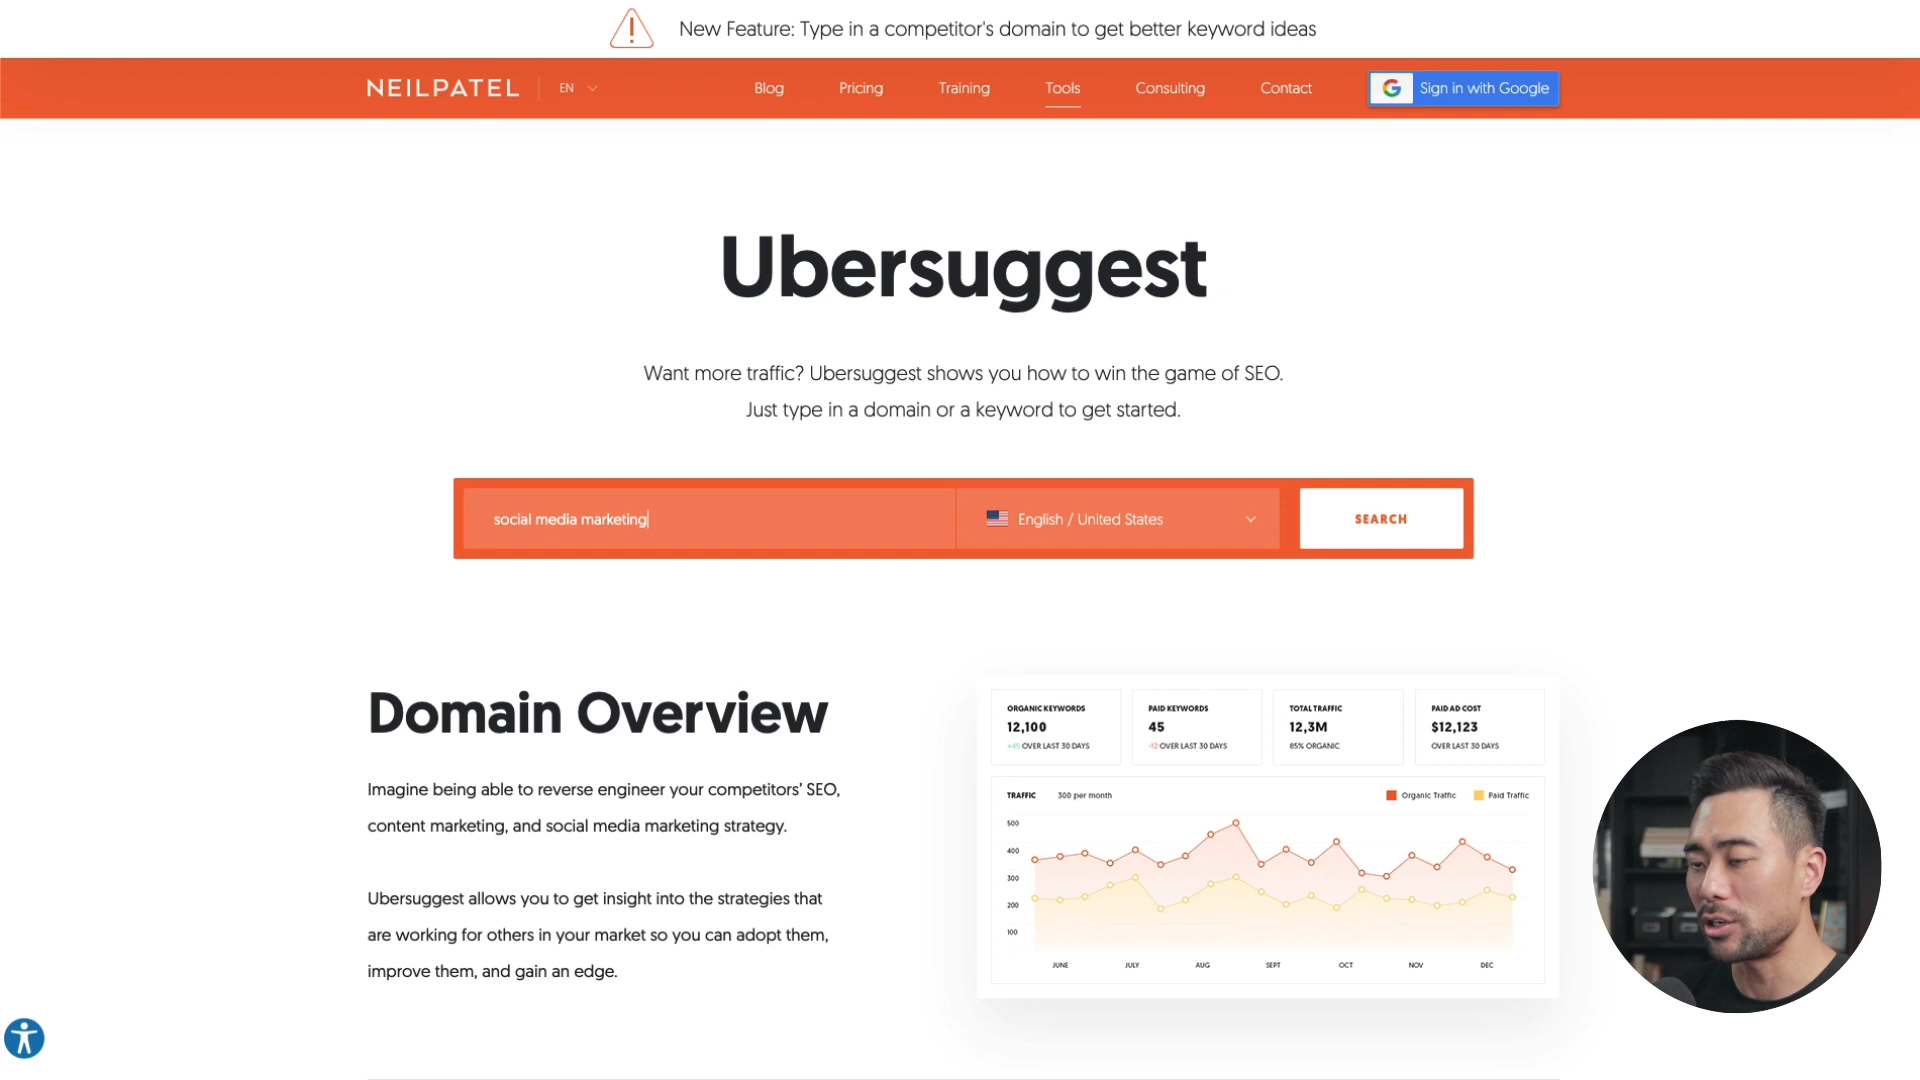 New Feature: Type in a competitor's domain to get better keyword ideas
NEILPATEL
EN
Blog
Pricing
Training
Tools
Consulting
Contact
Sign in with Google
Ubersuggest
Want more traffic? Ubersuggest shows you how to win the game of SEO.
Just type in a domain or a keyword to get started.
social media marketing
English / United States
SEARCH
Domain Overview
Imagine being able to reverse engineer your competitors' SEO,
content marketing, and social media marketing strategy.
Ubersuggest allows you to get insight into the strategies that
are working for others in your market so you can adopt them,
improve them, and gain an edge.
ORGANIC KEYWORDS
12,100
+45 OVER LAST 30 DAYS
PAID KEYWORDS
45
-12 OVER LAST 30 DAYS
TOTAL TRAFFIC
12,3M
85% ORGANIC
PAID AD COST
$12,123
OVER LAST 30 DAYS
TRAFFIC
300 per month
Organic Traffic
Paid Traffic
500
400
300
200
100
JUNE
JULY
AUG
SEPT
OCT
NOV
DEC